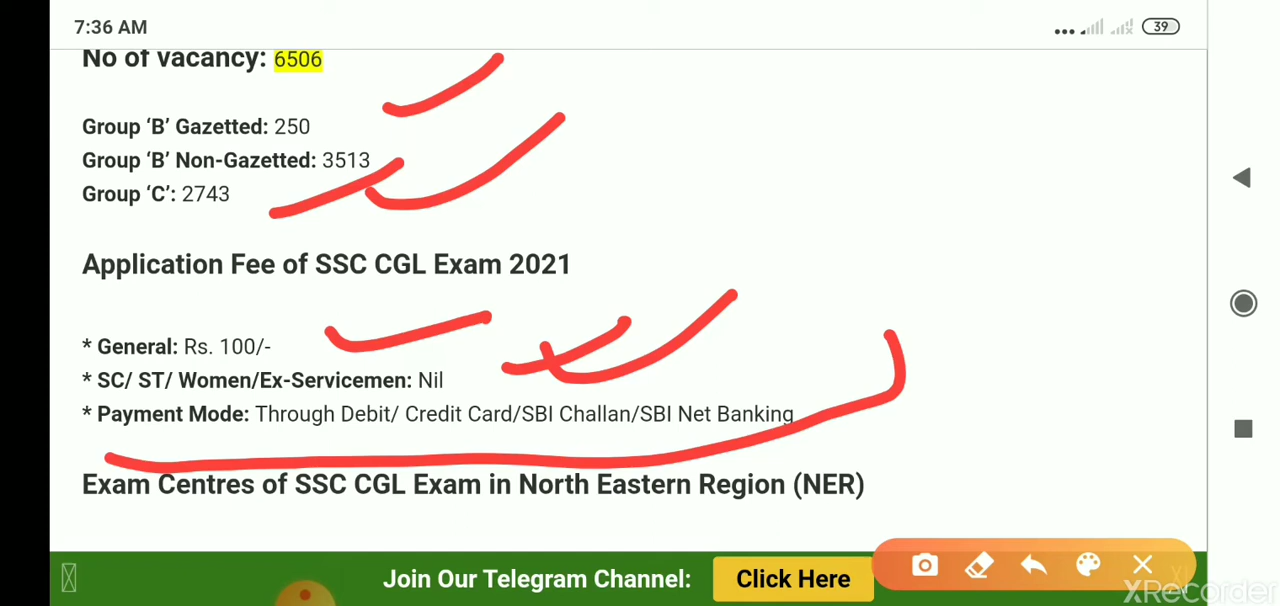 7:36 AM
39
No of vacancy: 6506
Group ‘B’ Gazetted: 250
Group ‘B’ Non-Gazetted: 3513
Group ‘C’: 2743
Application Fee of SSC CGL Exam 2021
* General: Rs. 100/-
* SC/ ST/ Women/Ex-Servicemen: Nil
* Payment Mode: Through Debit/ Credit Card/SBI Challan/SBI Net Banking
Exam Centres of SSC CGL Exam in North Eastern Region (NER)
Join Our Telegram Channel: Click Here
XRecorder